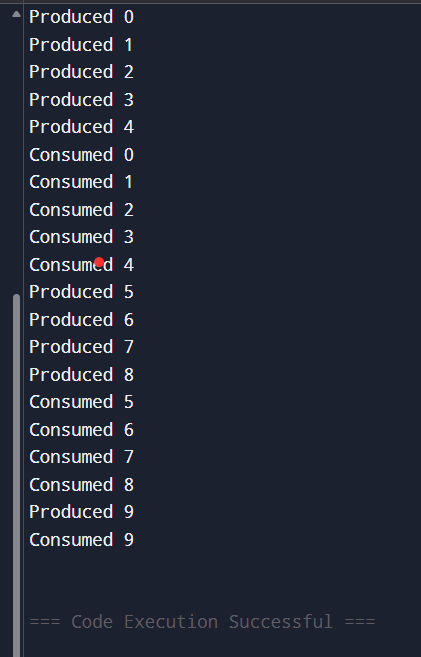 Produced 0
Produced 1
Produced 2
Produced 3
Produced 4
Consumed 0
Consumed 1
Consumed 2
Consumed 3
Consumed 4
Produced 5
Produced 6
Produced 7
Produced 8
Consumed 5
Consumed 6
Consumed 7
Consumed 8
Produced 9
Consumed 9
=== Code Execution Successful ===